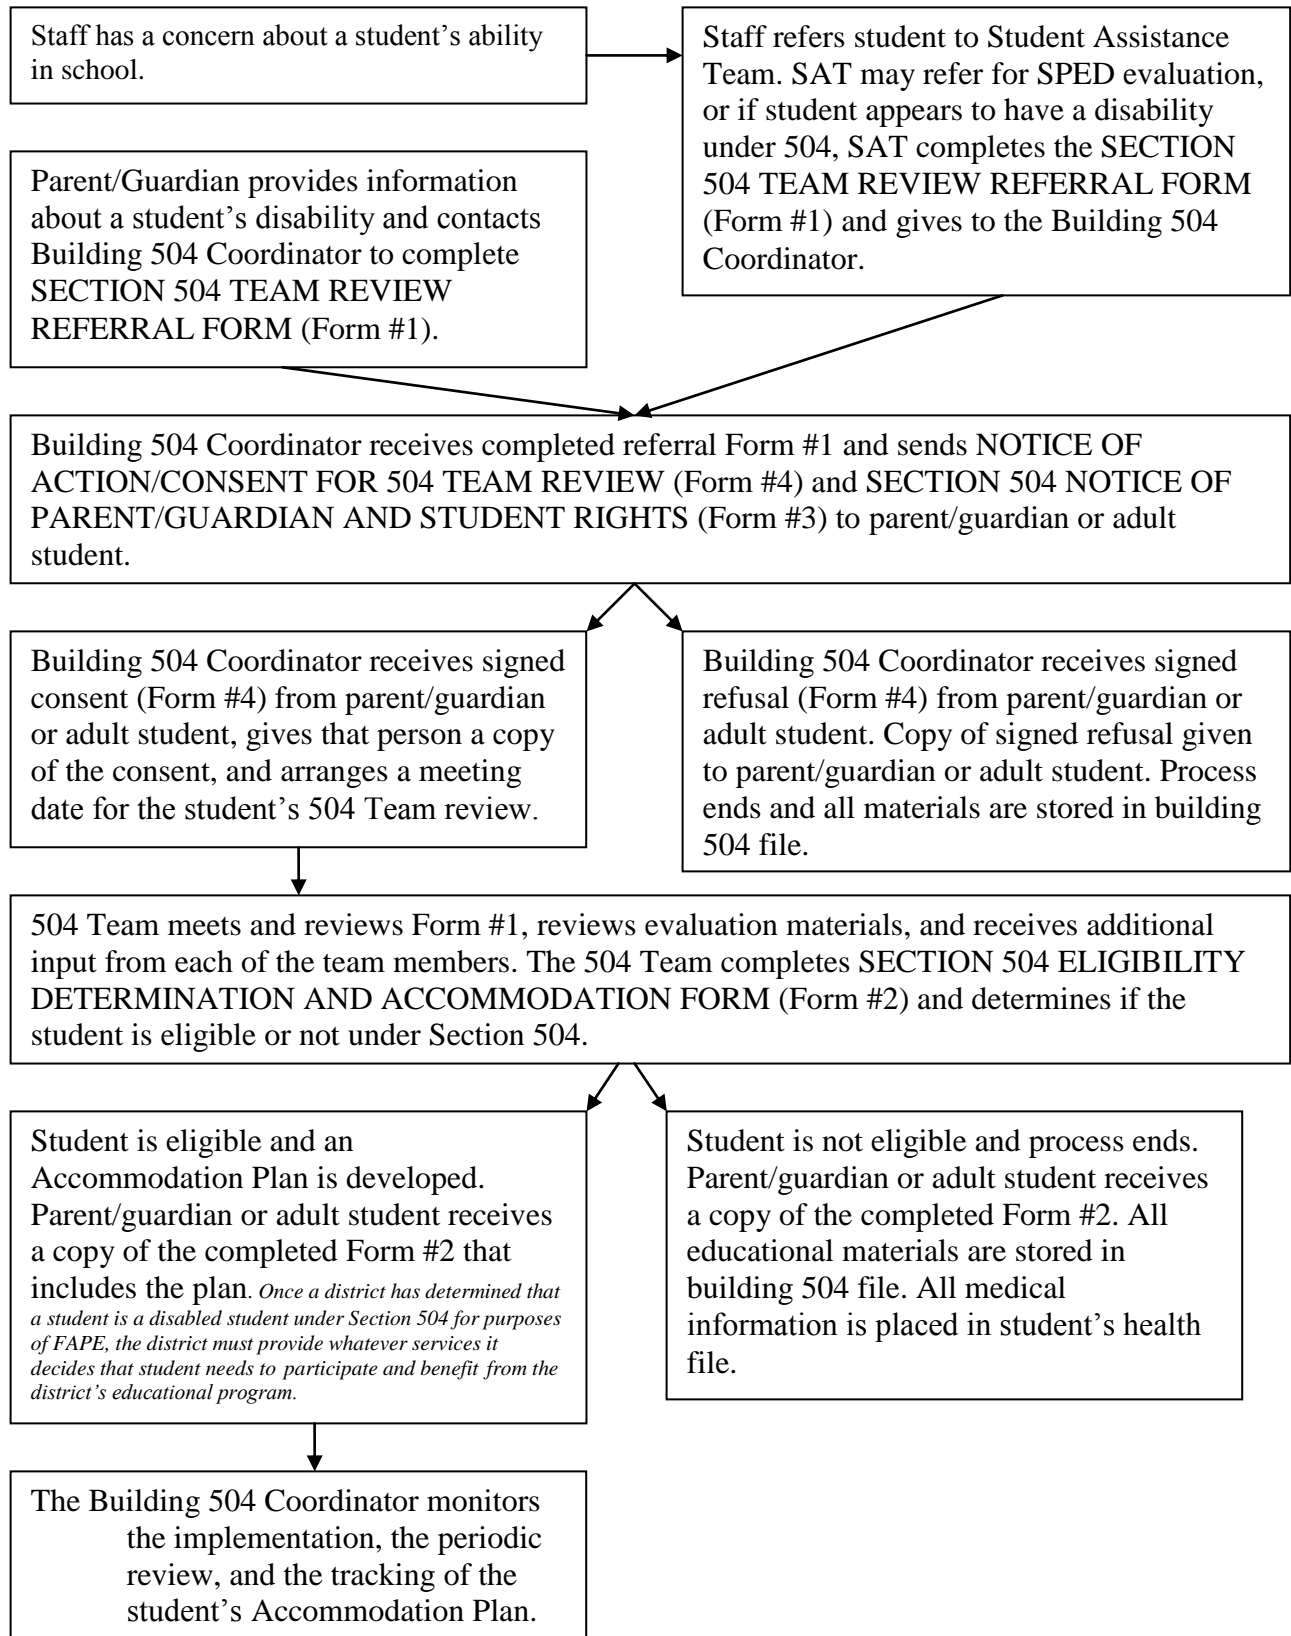 Staff has a concern about a student's ability
in school.
Staff refers student to Student Assistance
Team. SAT may refer for SPED evaluation,
or if student appears to have a disability
under 504, SAT completes the SECTION
504 TEAM REVIEW REFERRAL FORM
(Form #1) and gives to the Building 504
Coordinator.
Parent/Guardian provides information
about a student's disability and contacts
Building 504 Coordinator to complete
SECTION 504 TEAM REVIEW
REFERRAL FORM (Form #1).
Building 504 Coordinator receives completed referral Form #1 and sends NOTICE OF
ACTION/CONSENT FOR 504 TEAM REVIEW (Form #4) and SECTION 504 NOTICE OF
PARENT/GUARDIAN AND STUDENT RIGHTS (Form #3) to parent/guardian or adult
student.
Building 504 Coordinator receives signed
consent (Form #4) from parent/guardian
or adult student, gives that person a copy
of the consent, and arranges a meeting
date for the student's 504 Team review.
Building 504 Coordinator receives signed
refusal (Form #4) from parent/guardian or
adult student. Copy of signed refusal given
to parent/guardian or adult student. Process
ends and all materials are stored in building
504 file.
504 Team meets and reviews Form #1, reviews evaluation materials, and receives additional
input from each of the team members. The 504 Team completes SECTION 504 ELIGIBILITY
DETERMINATION AND ACCOMMODATION FORM (Form #2) and determines if the
student is eligible or not under Section 504.
Student is eligible and an
Accommodation Plan is developed.
Parent/guardian or adult student receives
a copy of the completed Form #2 that
includes the plan. Once a district has determined that
a student is a disabled student under Section 504 for purposes
of FAPE, the district must provide whatever services it
decides that student needs to participate and benefit from the
district's educational program.
Student is not eligible and process ends.
Parent/guardian or adult student receives
a copy of the completed Form #2. All
educational materials are stored in
building 504 file. All medical
information is placed in student's health
file.
The Building 504 Coordinator monitors
the implementation, the periodic
review, and the tracking of the
student's Accommodation Plan.